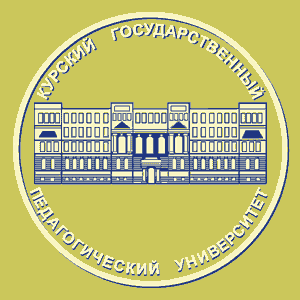 КУРСКИЙ ГОСУДАРСТВЕННЫЙ
ПЕДАГОГИЧЕСКИЙ УНИВЕРСИТЕТ